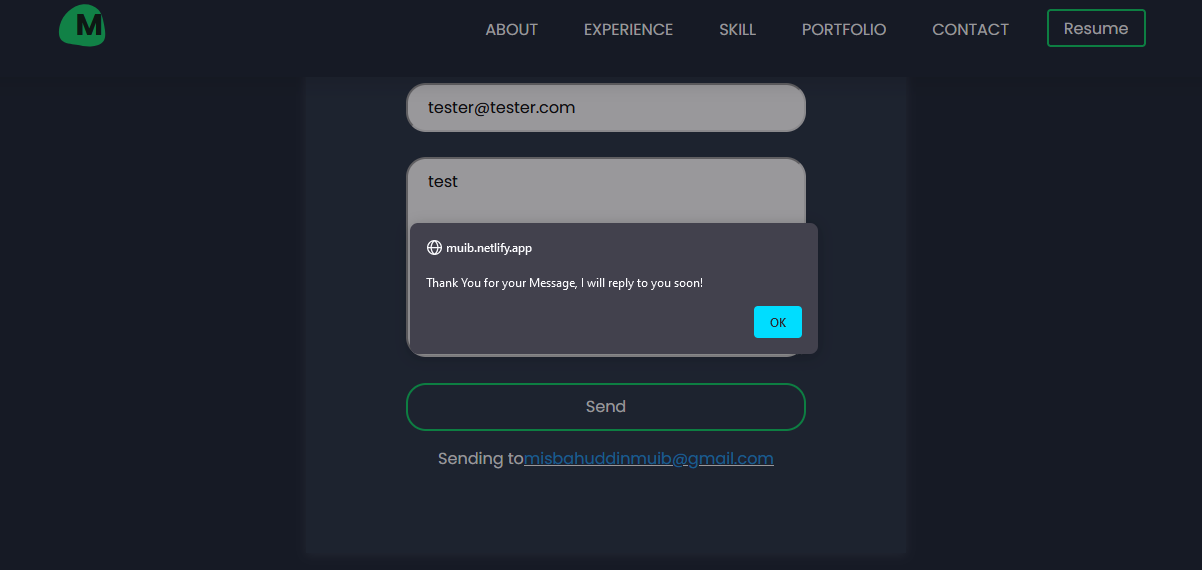 M
ABOUT EXPERIENCE SKILL PORTFOLIO CONTACT Resume
tester@tester.com
test
muib.netlify.app
Thank You for your Message, I will reply to you soon!
OK
Send
Sending tomisbahuddinmuib@gmail.com